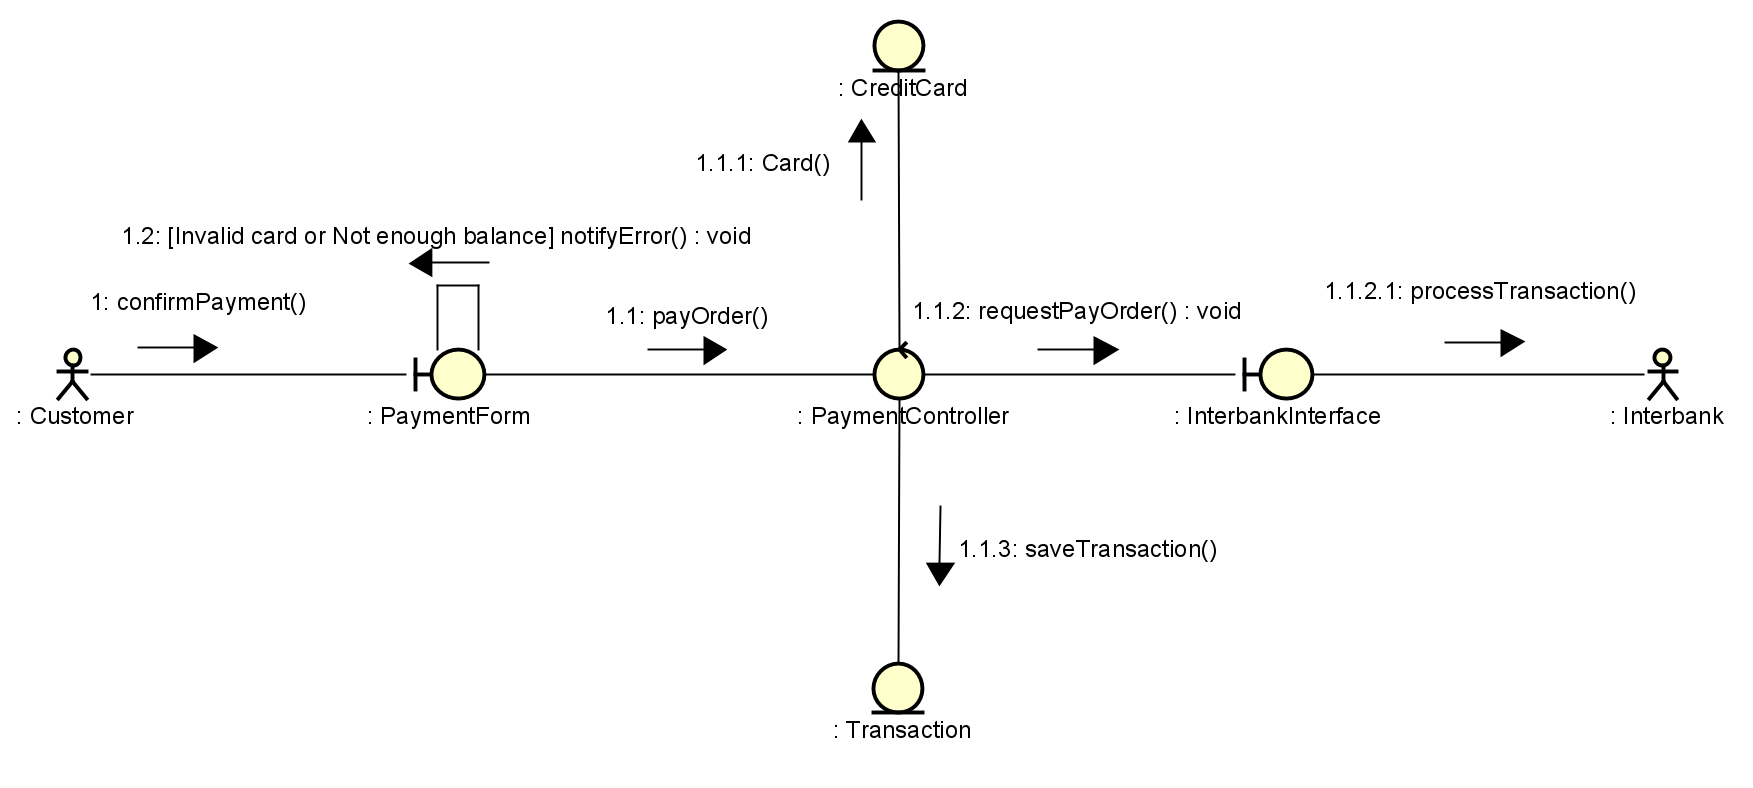 : CreditCard
1.1.1: Card()
1.2: [Invalid card or Not enough balance] notifyError() : void
1: confirmPayment()
1.1: payOrder()
1.1.2: requestPayOrder() : void
1.1.2.1: processTransaction()
: Customer
: PaymentForm
: PaymentController
: InterbankInterface
: Interbank
1.1.3: saveTransaction()
: Transaction